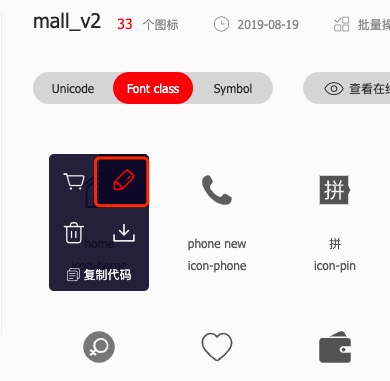 mall_v2 33 个图标 2019-08-19 批量操
Unicode Font class Symbol 查看在线
home phone new 拼
icon-home icon-phone icon-pin
复制代码
拼